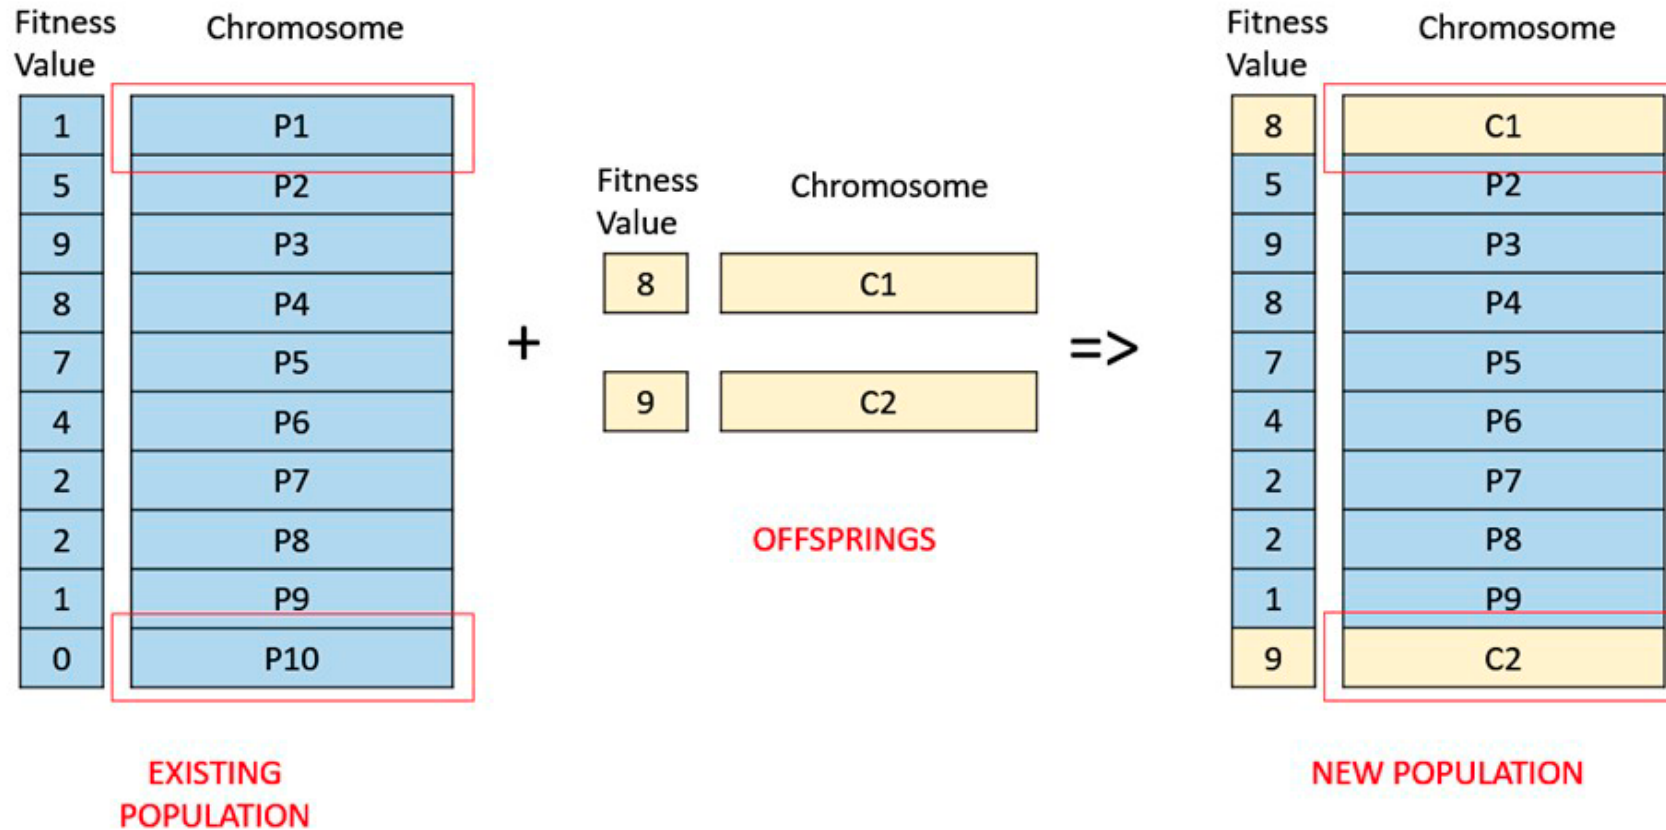 Fitness Value Chromosome
1 P1
5 P2
9 P3
8 P4
7 P5
4 P6
2 P7
2 P8
1 P9
0 P10
EXISTING
POPULATION
+
Fitness Value Chromosome
8 C1
9 C2
OFFSPRINGS
=>
Fitness Value Chromosome
8 C1
5 P2
9 P3
8 P4
7 P5
4 P6
2 P7
2 P8
1 P9
9 C2
NEW POPULATION